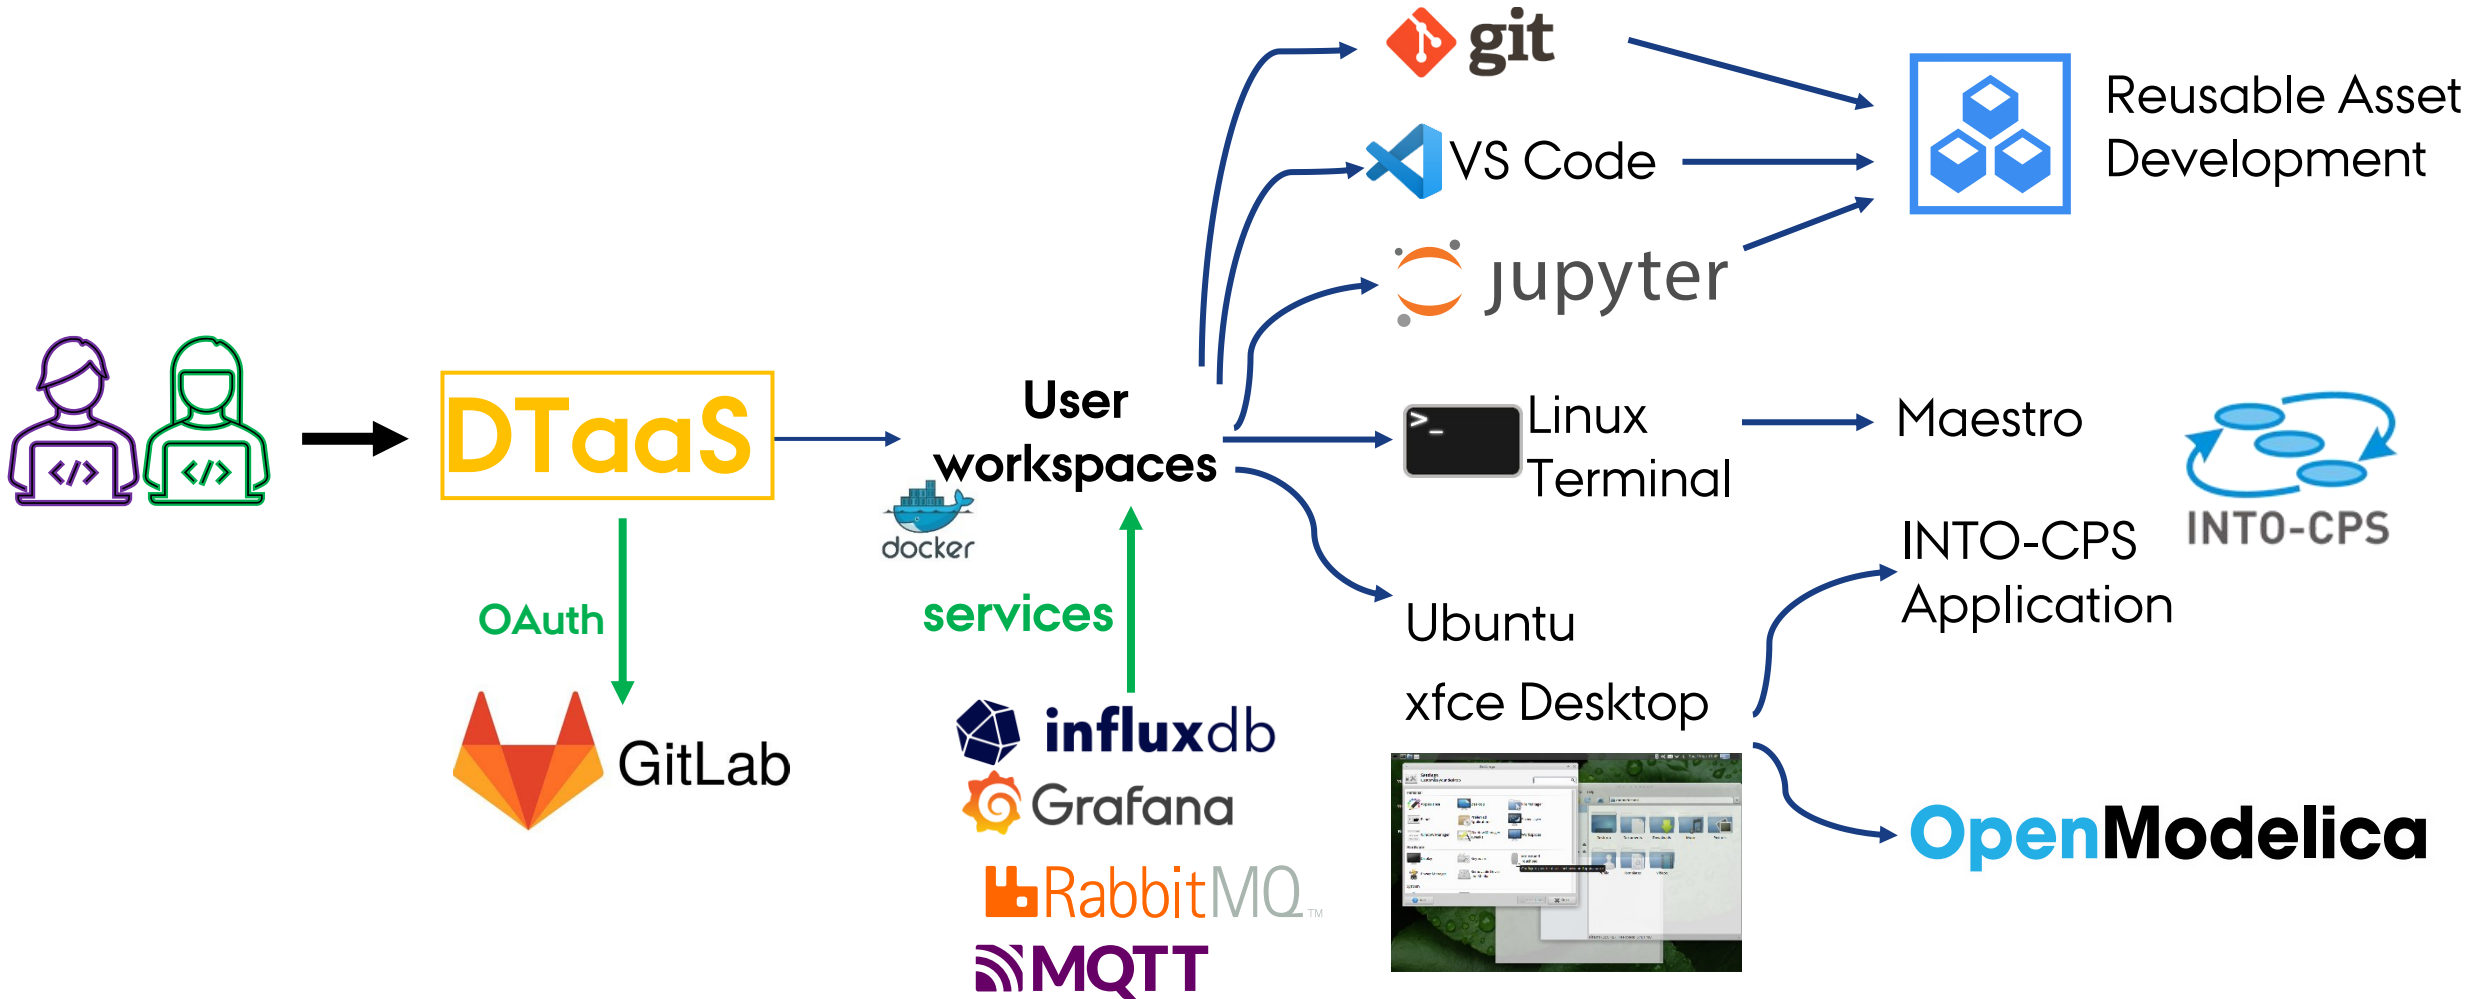 git
VS Code
Reusable Asset
Development
jupyter
</>
</>
DTaaS
User
workspaces
docker
>_
Linux
Terminal
Maestro
INTO-CPS
INTO-CPS
Application
OAuth
services
GitLab
influxdb
Grafana
RabbitMQ™
MQTT
Ubuntu
xfce Desktop
OpenModelica